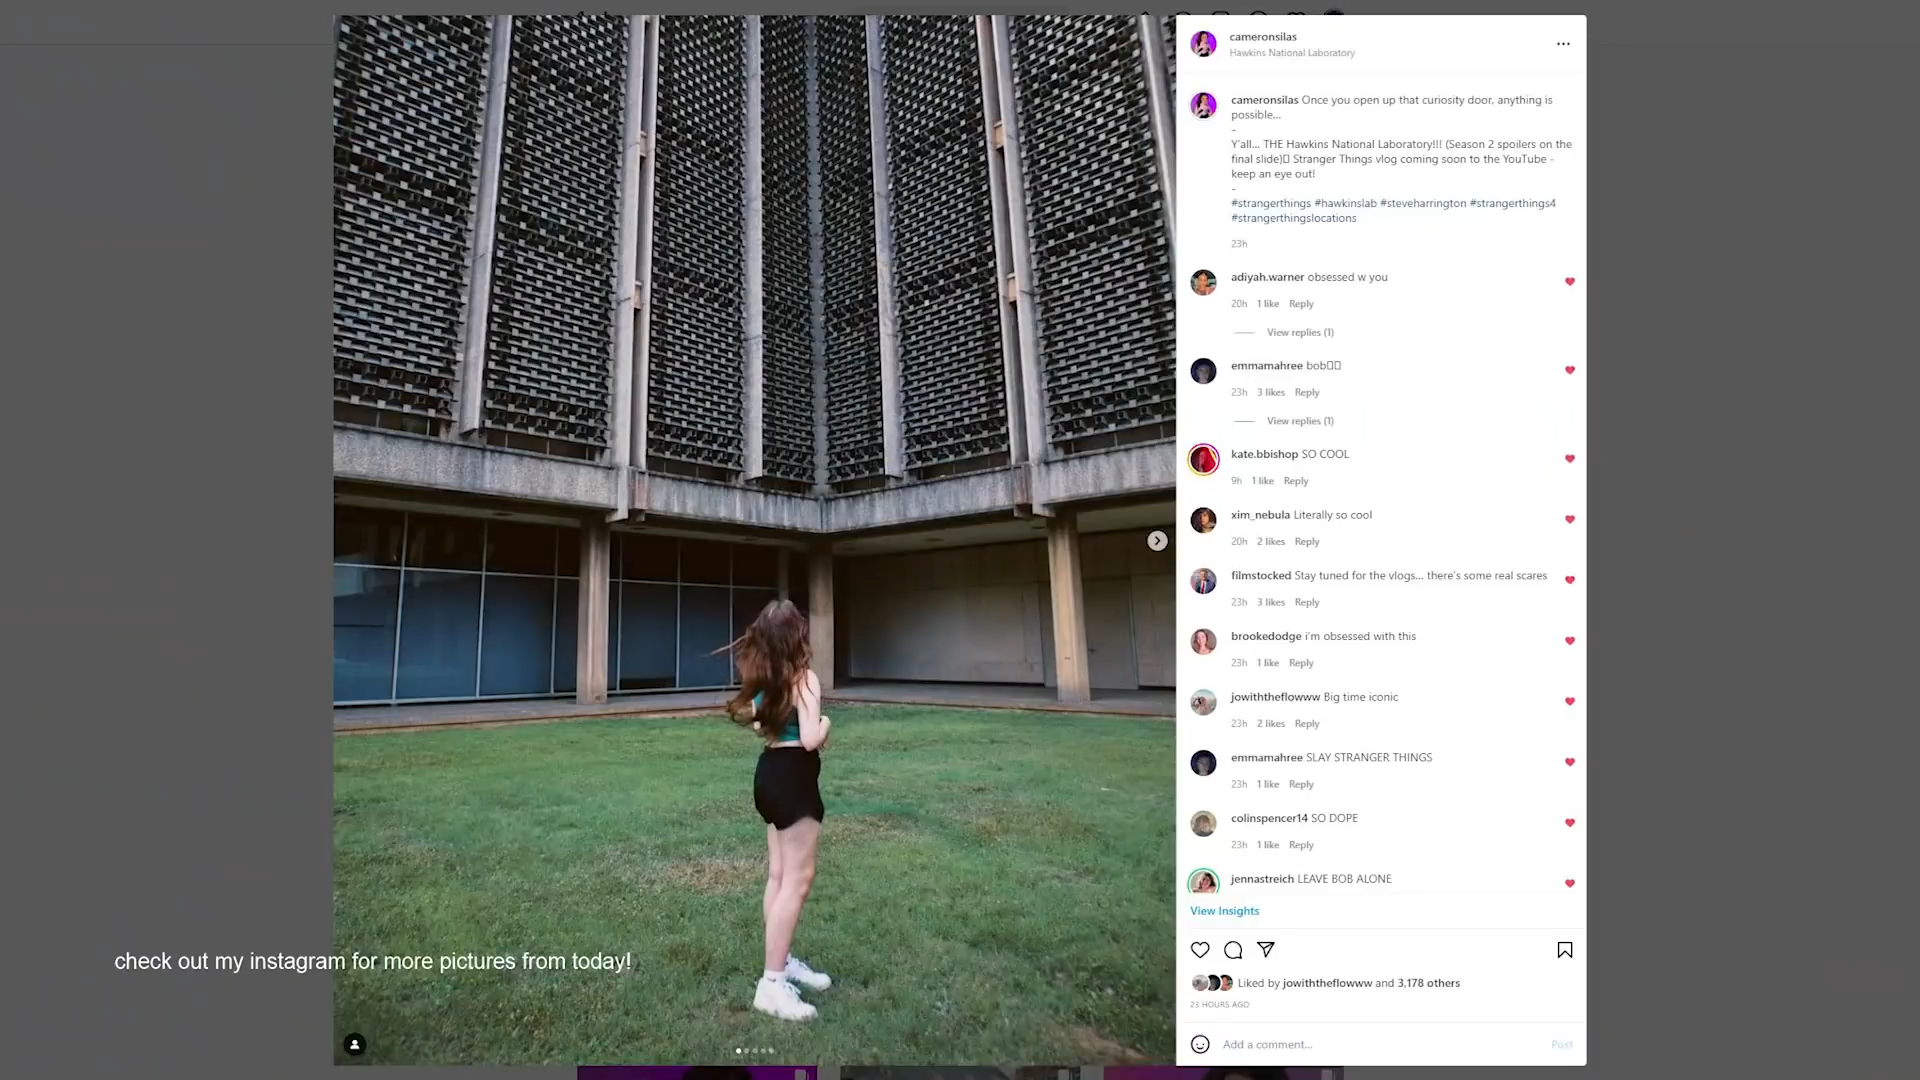 cameronsilas
Hawkins National Laboratory
cameronsilas Once you open up that curiosity door, anything is
possible...
-
Y'all... THE Hawkins National Laboratory!!! (Season 2 spoilers on the
final slide) Stranger Things vlog coming soon to the YouTube -
keep an eye out!
-
#strangerthings #hawkinslab #steveharrington #strangerthings4
#strangerthingslocations
23h
adiyah.warner obsessed w you
20h 1 like Reply
View replies (1)
emmamahree bob
23h 3 likes Reply
View replies (1)
kate.bbishop SO COOL
9h 1 like Reply
xim_nebula Literally so cool
20h 2 likes Reply
filmstocked Stay tuned for the vlogs... there's some real scares
23h 3 likes Reply
brookedodge i'm obsessed with this
23h 1 like Reply
jowiththeflowww Big time iconic
23h 2 likes Reply
emmamahree SLAY STRANGER THINGS
23h 1 like Reply
colinspencer14 SO DOPE
23h 1 like Reply
jennastreich LEAVE BOB ALONE
View Insights
Liked by jowiththeflowww and 3,178 others
23 HOURS AGO
Add a comment...
Post
check out my instagram for more pictures from today!